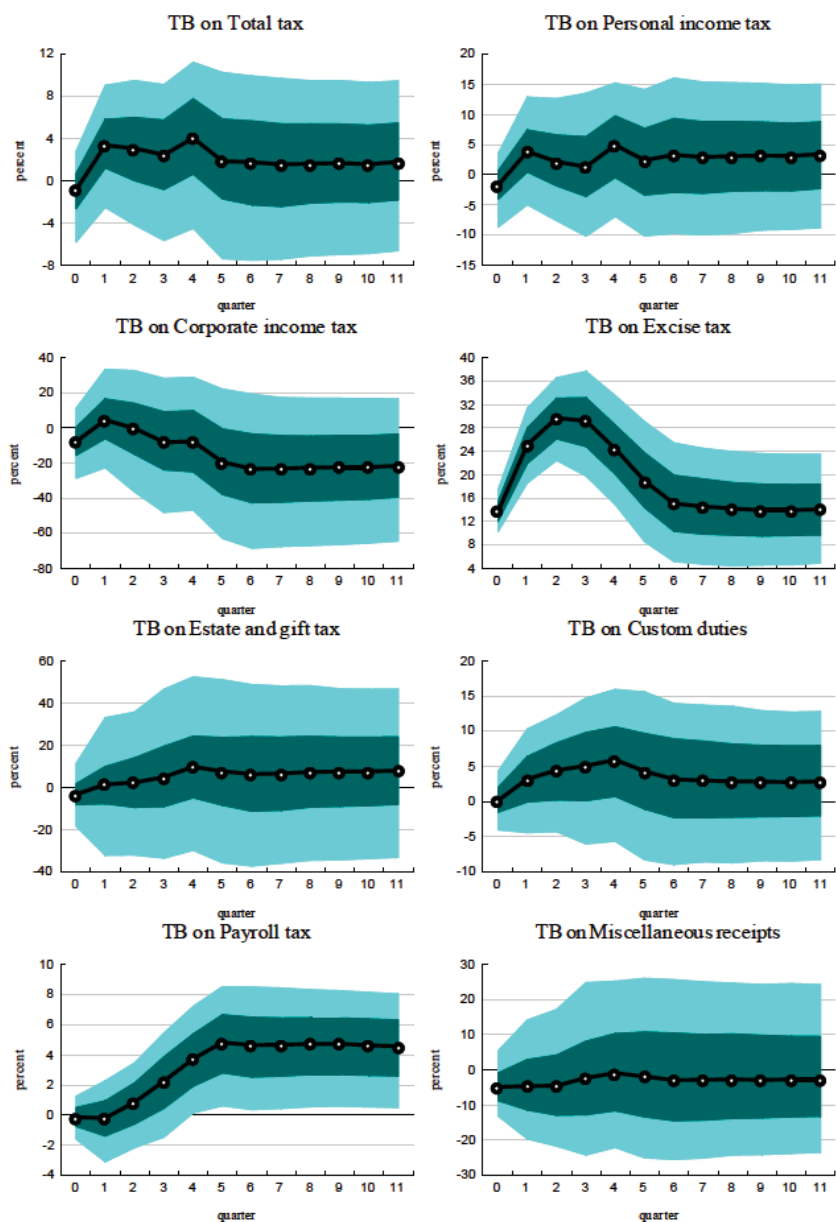 TB on Total tax
12
8
4
0
-4
-8
percent
0 1 2 3 4 5 6 7 8 9 10 11
quarter
TB on Personal income tax
20
15
10
5
0
-5
-10
-15
percent
0 1 2 3 4 5 6 7 8 9 10 11
quarter
TB on Corporate income tax
40
20
0
-20
-40
-60
-80
percent
0 1 2 3 4 5 6 7 8 9 10 11
quarter
TB on Excise tax
40
36
32
28
24
20
16
12
8
4
percent
0 1 2 3 4 5 6 7 8 9 10 11
quarter
TB on Estate and gift tax
60
40
20
0
-20
-40
percent
0 1 2 3 4 5 6 7 8 9 10 11
quarter
TB on Custom duties
20
15
10
5
0
-5
-10
percent
0 1 2 3 4 5 6 7 8 9 10 11
quarter
TB on Payroll tax
10
8
6
4
2
0
-2
-4
percent
0 1 2 3 4 5 6 7 8 9 10 11
quarter
TB on Miscellaneous receipts
30
20
10
0
-10
-20
-30
percent
0 1 2 3 4 5 6 7 8 9 10 11
quarter